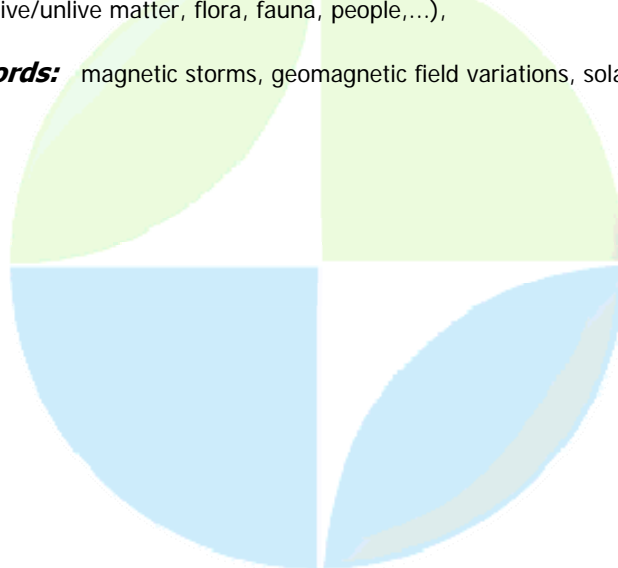 ive/unlive matter, flora, fauna, people,...),
ords: magnetic storms, geomagnetic field variations, sola